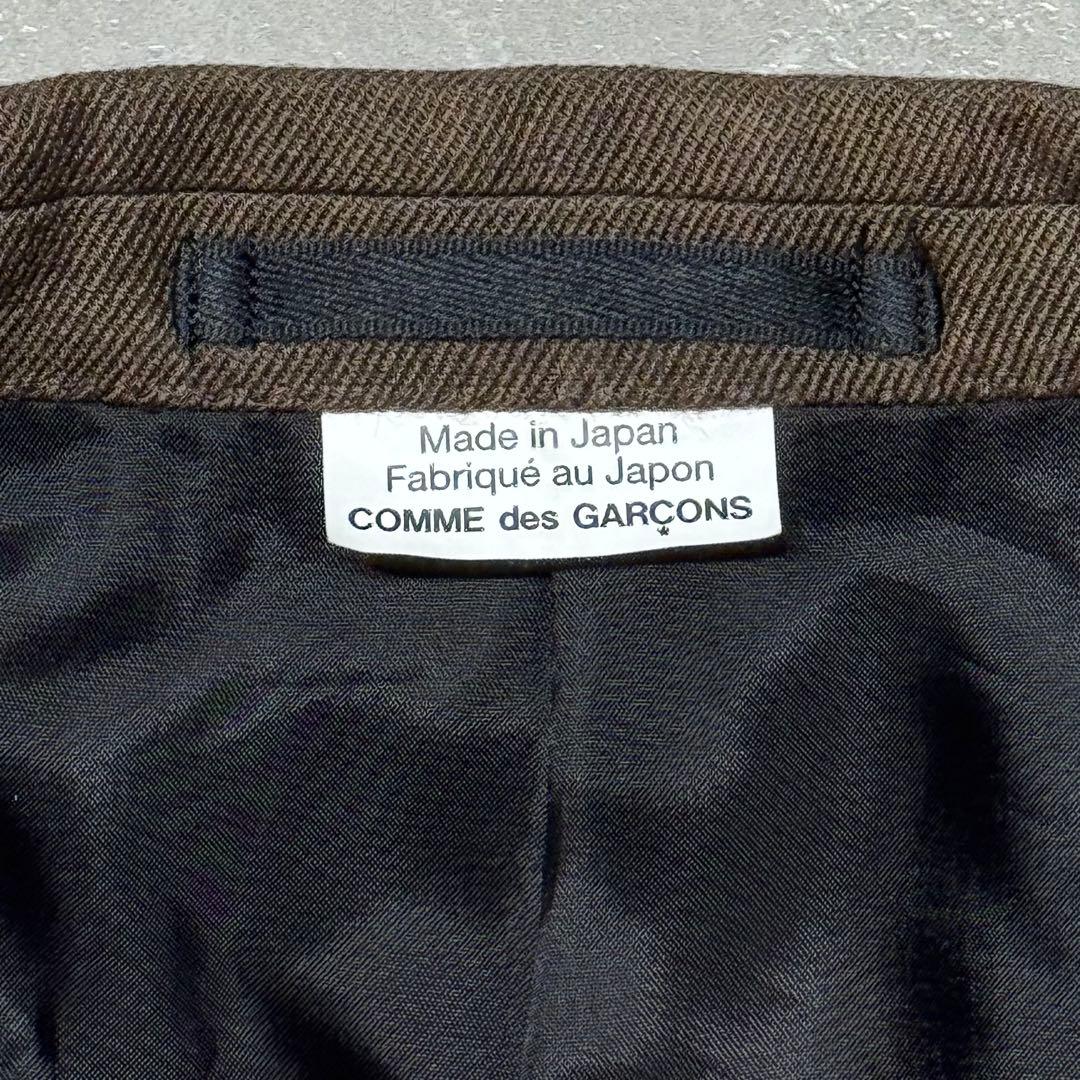 Made in Japan
Fabriqué au Japon
COMME des GARÇONS